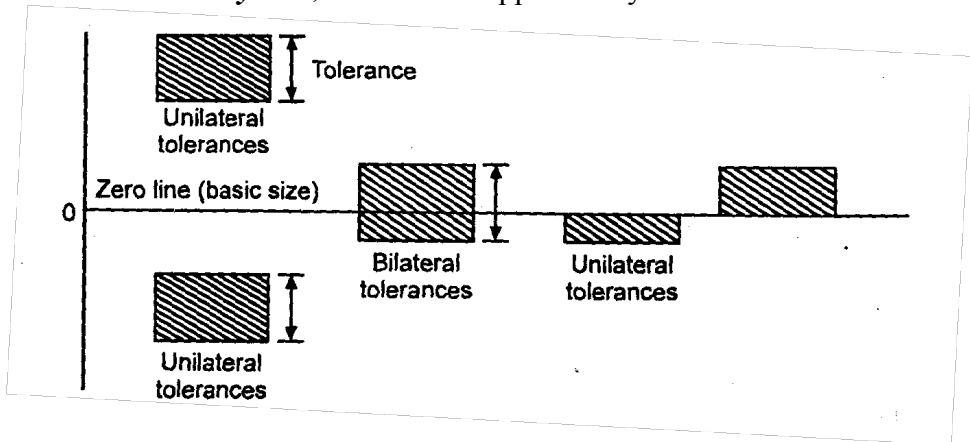 Tolerance
Unilateral
tolerances
Zero line (basic size)
0
Bilateral
tolerances
Unilateral
tolerances
Unilateral
tolerances